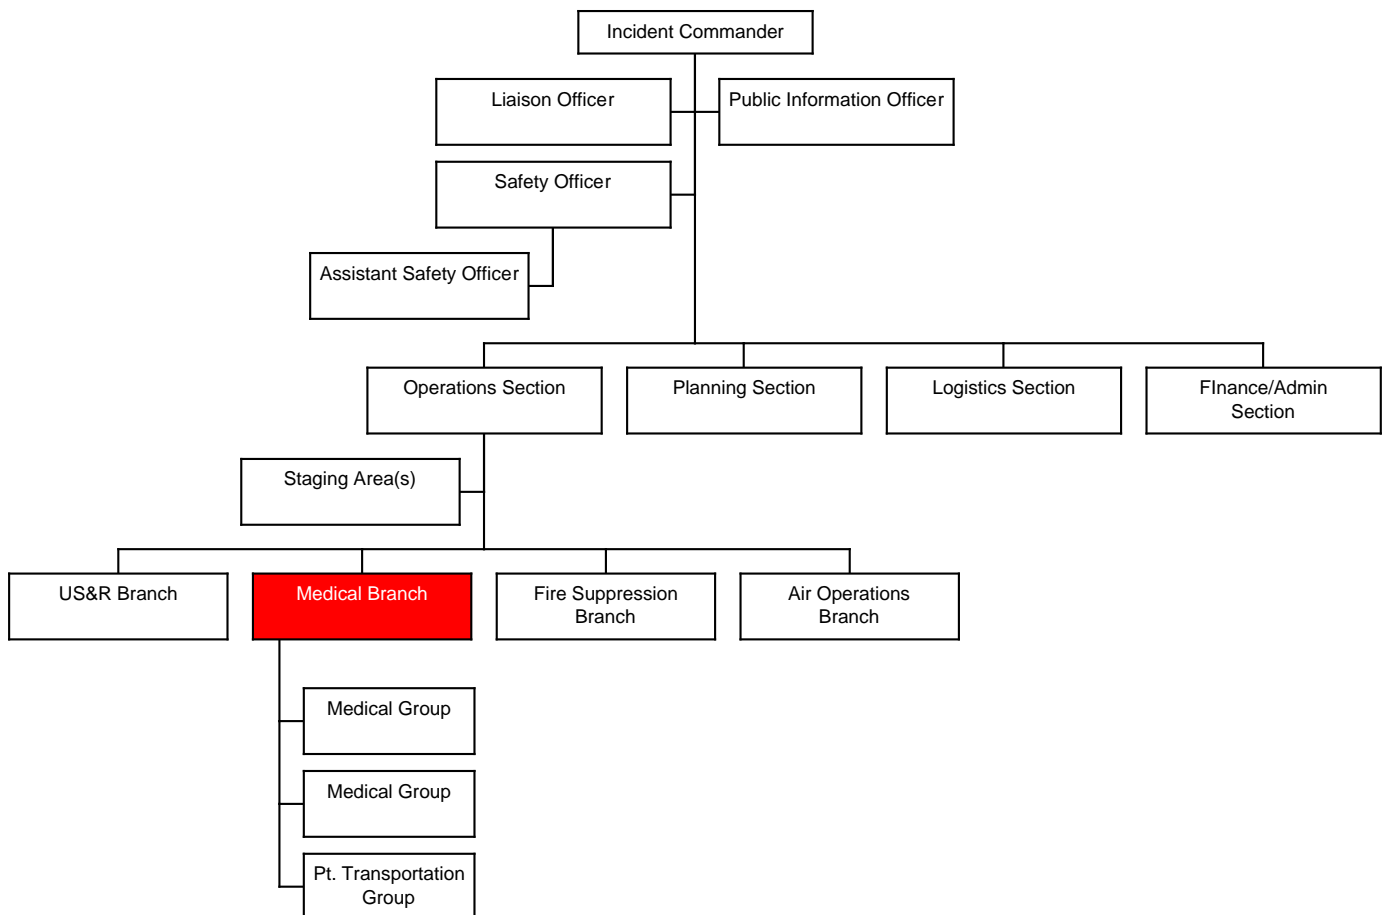 Incident Commander
Liaison Officer
Public Information Officer
Safety Officer
Assistant Safety Officer
Operations Section
Planning Section
Logistics Section
FInance/Admin
Section
Staging Area(s)
US&R Branch
Medical Branch
Fire Suppression
Branch
Air Operations
Branch
Medical Group
Medical Group
Pt. Transportation
Group